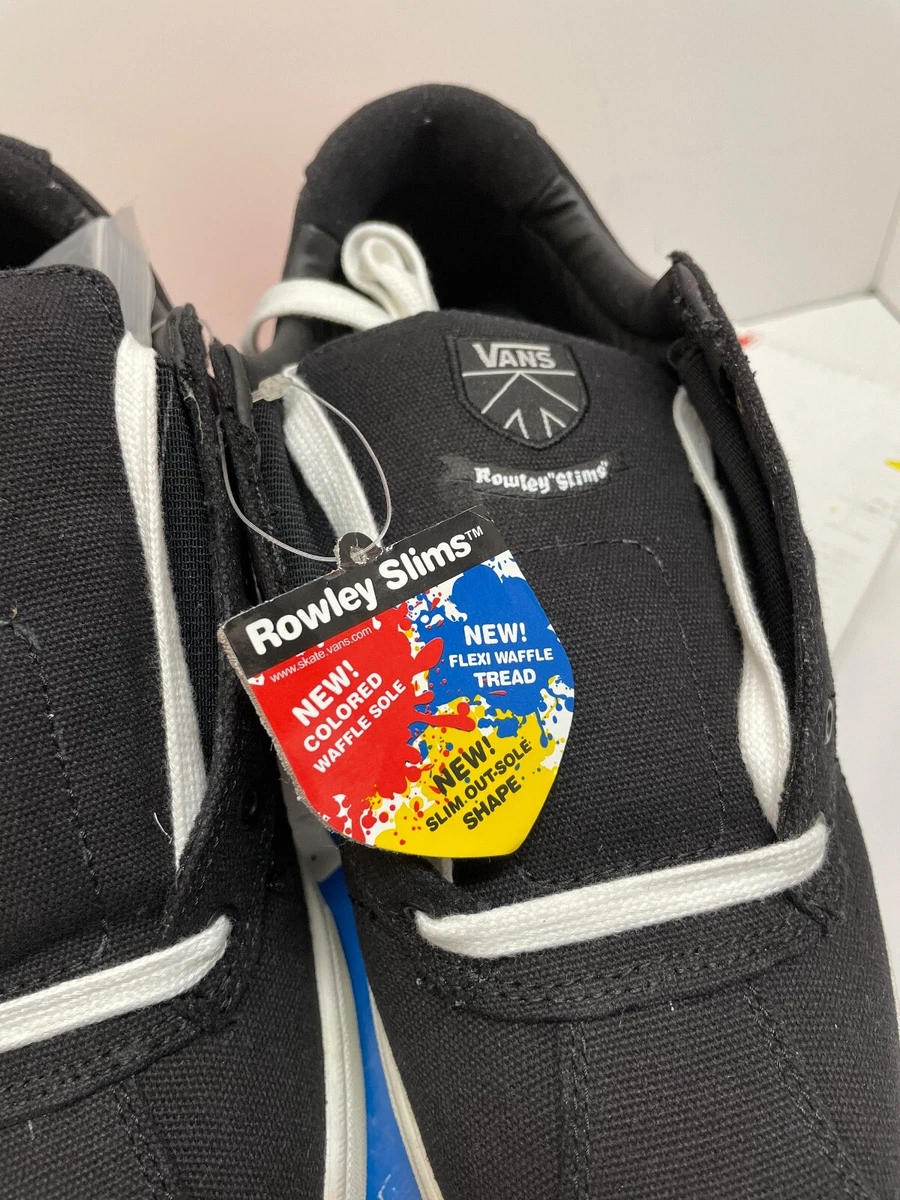 VANS
Rowley"Slims"
Rowley Slims™
www.skate.vans.com
NEW!
COLORED
WAFFLE SOLE
NEW!
FLEXI WAFFLE
TREAD
NEW!
SLIM OUT-SOLE
SHAPE